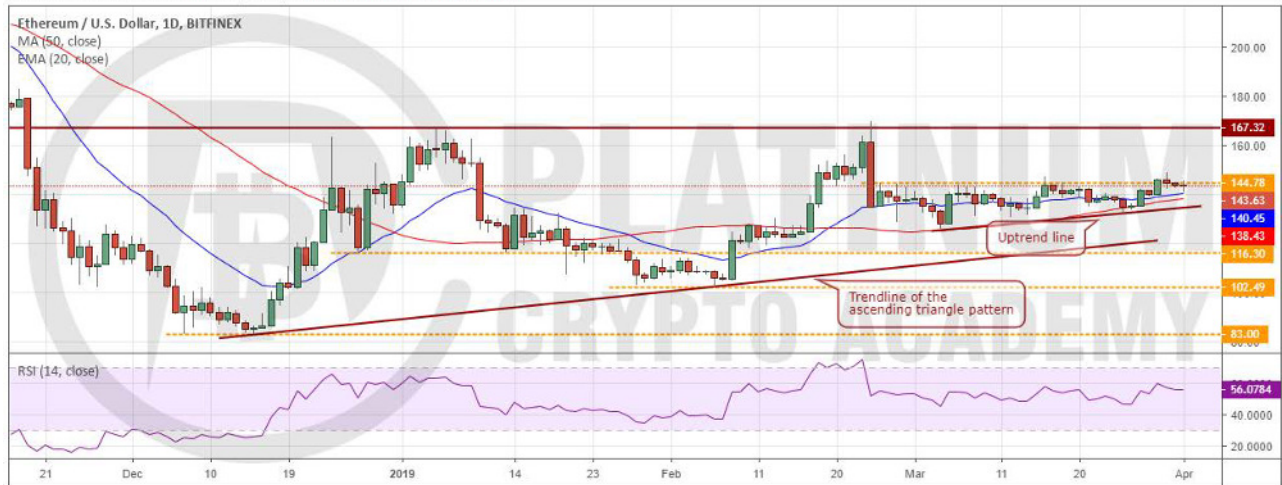 Ethereum / U.S. Dollar, 1D, BITFINEX
MA (50, close)
EMA (20, close)
200.00
180.00
167.32
160.00
144.78
143.63
140.45
138.43
116.30
102.49
83.00
Uptrend line
Trendline of the
ascending triangle pattern
PLATINUM
CRYPTO ACADEMY
RSI (14, close)
56.0784
40.0000
20.0000
21
Dec
10
19
2019
14
23
Feb
11
20
Mar
11
20
Apr